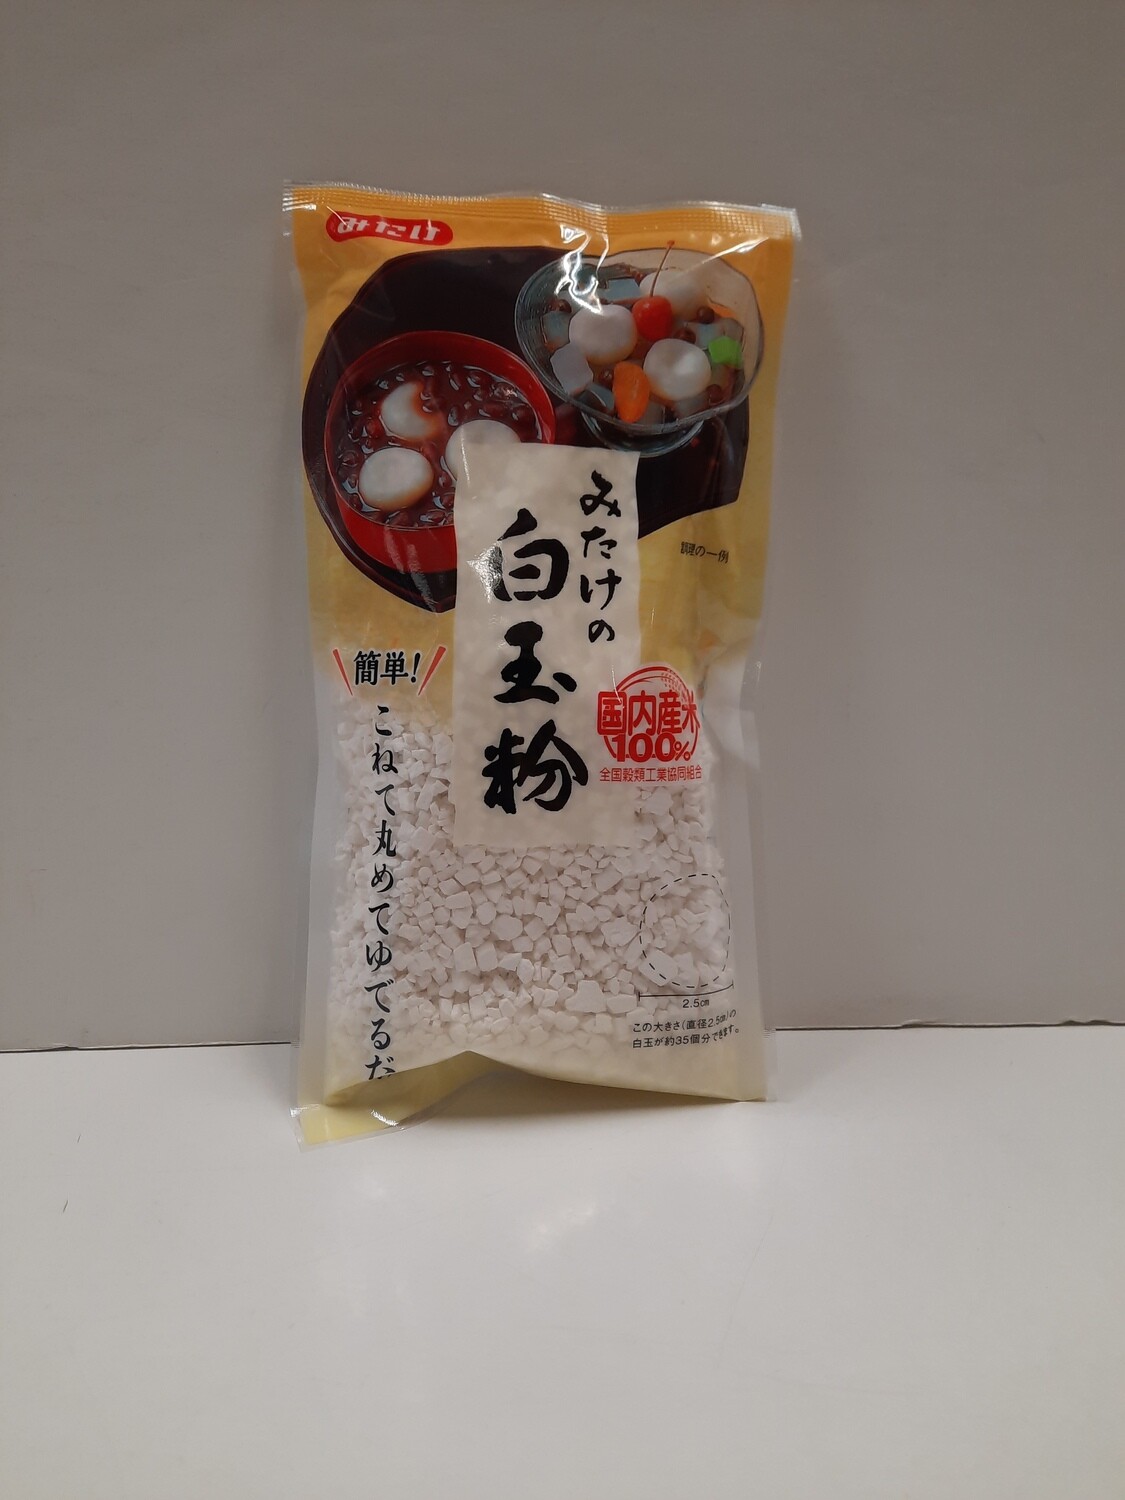 みたけ
みたけの
白玉粉
調理の一例
簡単!
こねて丸めてゆでるだ
国内産米
100%
全国穀類工業協同組合
2.5cm
この大きさ(直径2.5cm)の
白玉が約35個分できます。